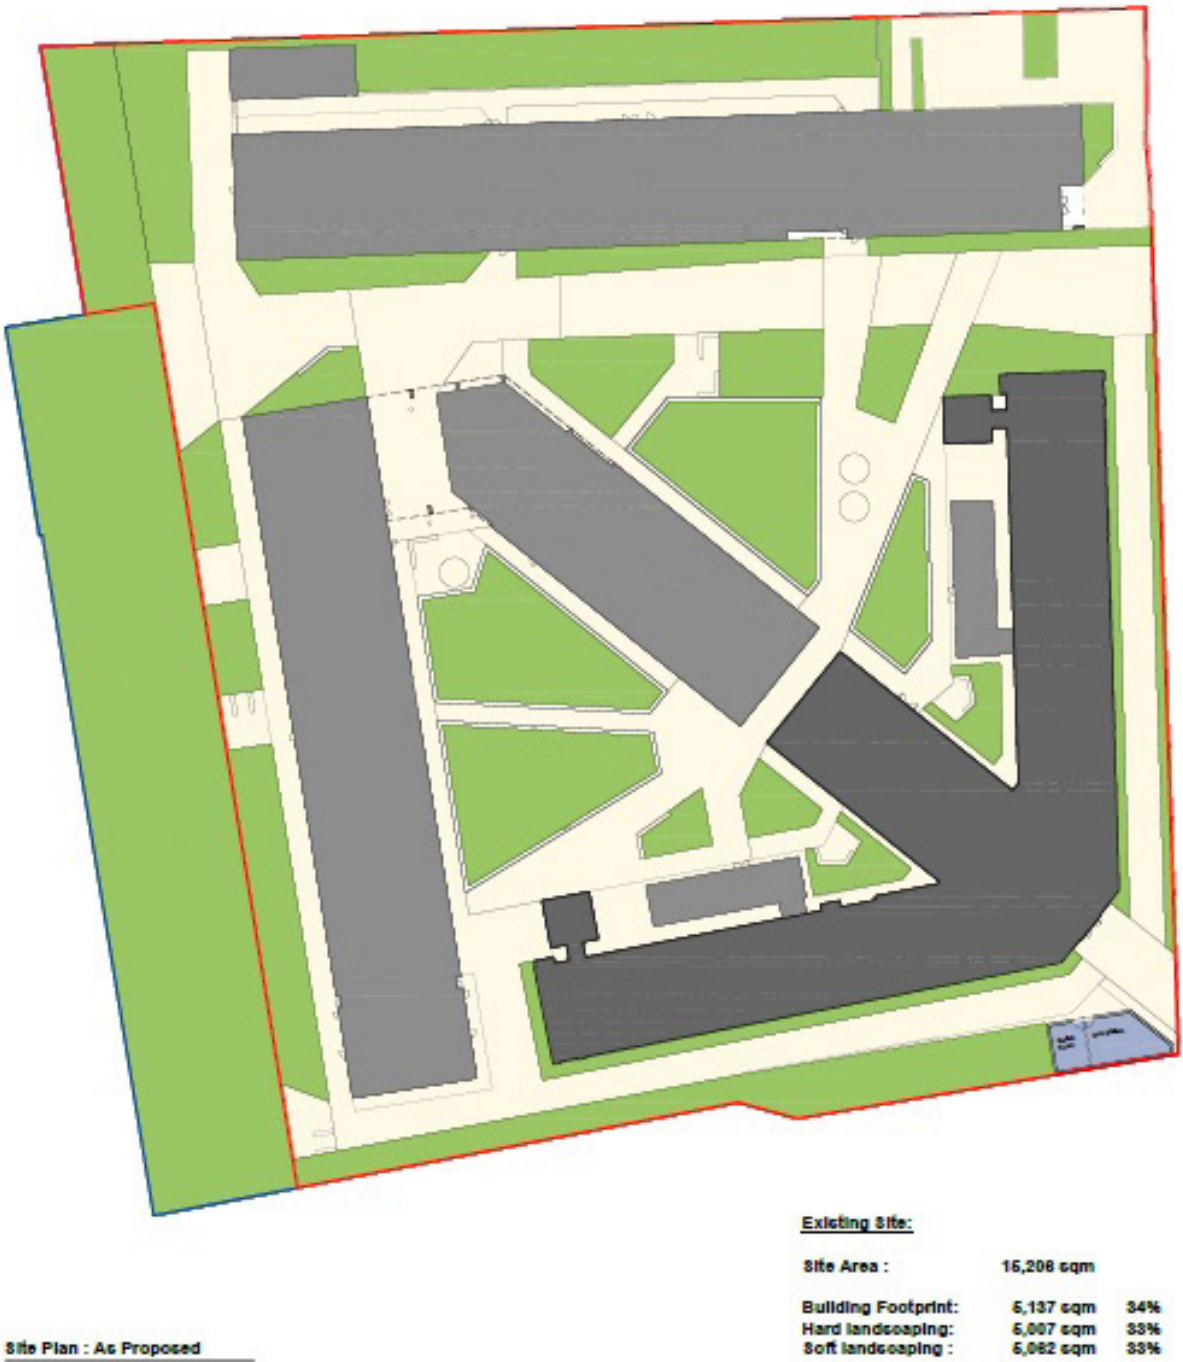 Existing Site:
Site Area : 15,206 sqm
Building Footprint: 5,137 sqm 34%
Hard landscaping: 5,007 sqm 33%
Soft landscaping : 5,062 sqm 33%
Site Plan : As Proposed